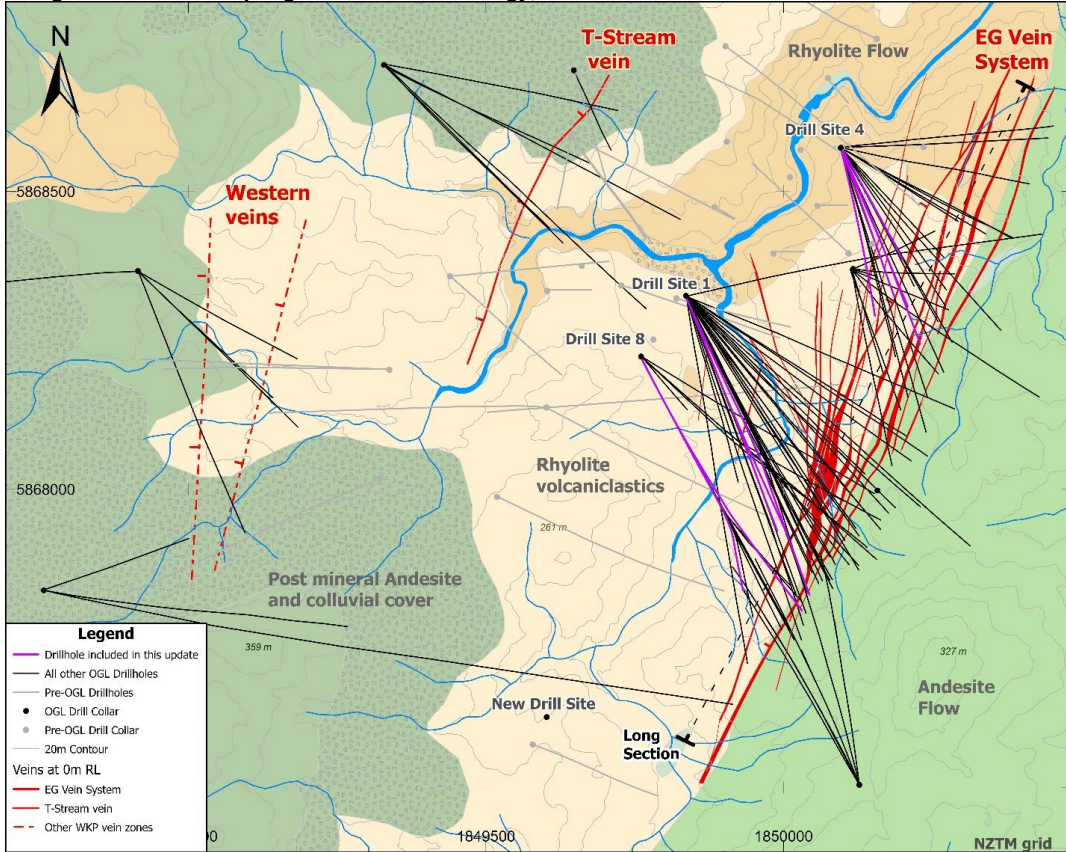 N
T-Stream
vein
Rhyolite Flow
EG Vein
System
Drill Site 4
5868500
Western
veins
Drill Site 1
Drill Site 8
5868000
Rhyolite
volcaniclastics
261 m
Post mineral Andesite
and colluvial cover
359 m
327 m
Andesite
Flow
New Drill Site
Long
Section
Legend
Drillhole included in this update
All other OGL Drillholes
Pre-OGL Drillholes
OGL Drill Collar
Pre-OGL Drill Collar
20m Contour
Veins at 0m RL
EG Vein System
T-Stream vein
Other WKP vein zones
1849500
1850000
NZTM grid